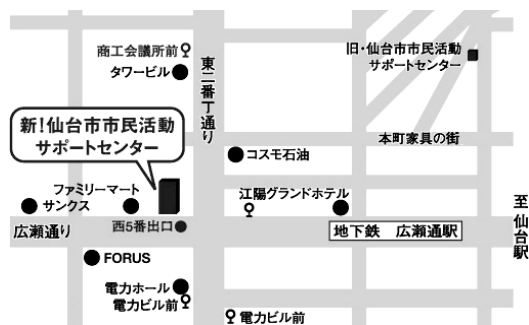 商工会議所前
タワービル
東二番丁通り
旧・仙台市市民活動
サポートセンター
新!仙台市市民活動
サポートセンター
コスモ石油
本町家具の街
ファミリーマート
サンクス
江陽グランドホテル
西5番出口
広瀬通り
地下鉄 広瀬通駅
至仙台駅
FORUS
電力ホール
電力ビル前
電力ビル前